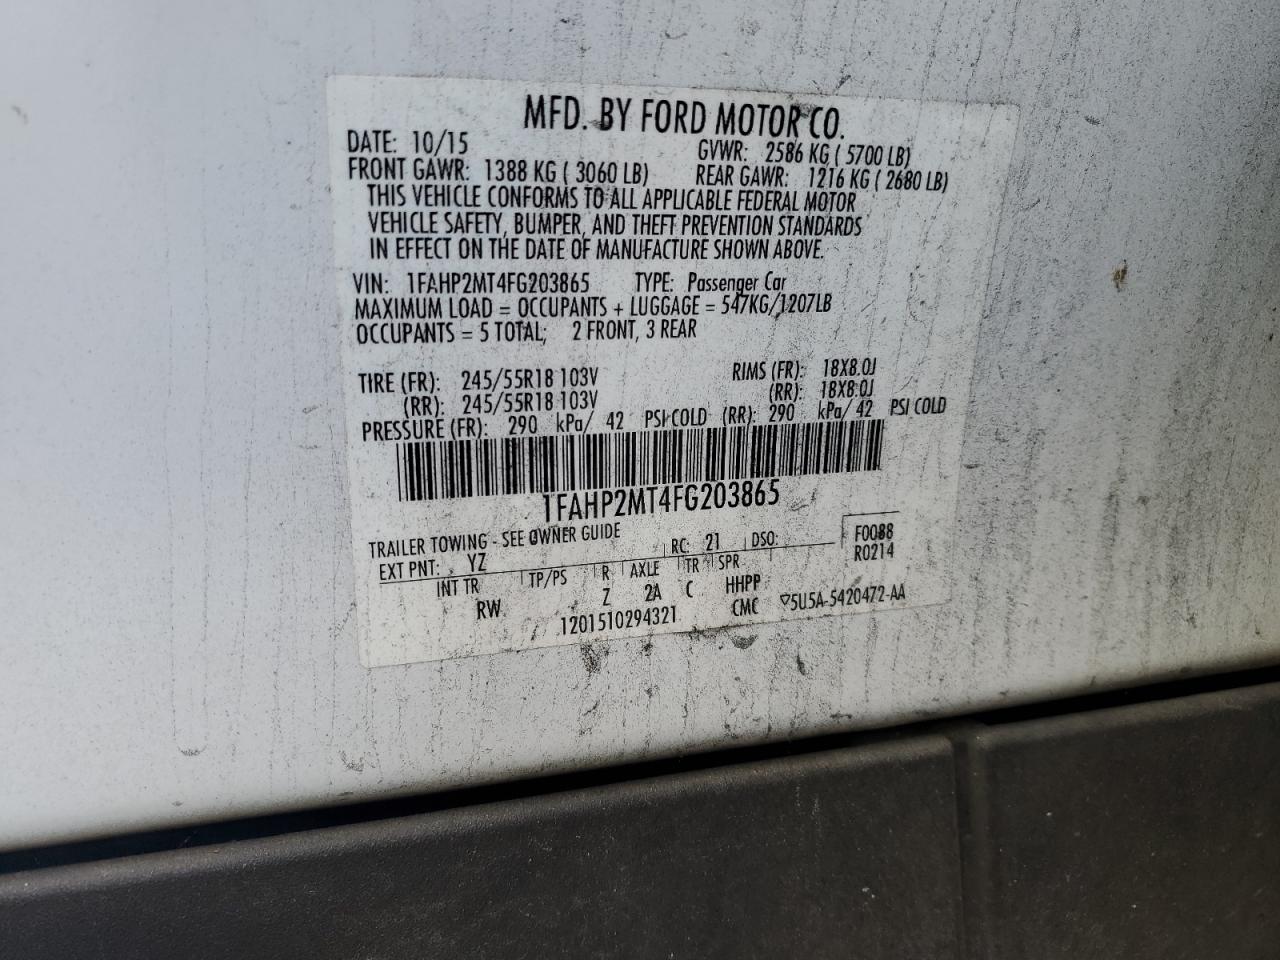 MFD. BY FORD MOTOR CO.
DATE: 10/15 GVWR: 2586 KG ( 5700 LB)
FRONT GAWR: 1388 KG ( 3060 LB) REAR GAWR: 1216 KG ( 2680 LB)
THIS VEHICLE CONFORMS TO ALL APPLICABLE FEDERAL MOTOR
VEHICLE SAFETY, BUMPER, AND THEFT PREVENTION STANDARDS
IN EFFECT ON THE DATE OF MANUFACTURE SHOWN ABOVE.
VIN: 1FAHP2MT4FG203865 TYPE: Passenger Car
MAXIMUM LOAD = OCCUPANTS + LUGGAGE = 547KG/1207LB
OCCUPANTS = 5 TOTAL; 2 FRONT, 3 REAR
TIRE (FR): 245/55R18 103V RIMS (FR): 18X8.0J
(RR): 245/55R18 103V (RR): 18X8.0J
PRESSURE (FR): 290 kPa/ 42 PSI COLD (RR): 290 kPa/ 42 PSI COLD
1FAHP2MT4FG203865
TRAILER TOWING - SEE OWNER GUIDE
EXT PNT: YZ RC: 21 DSO: F0088
R0214
INT TR TP/PS R AXLE TR SPR
RW Z 2A C HHPP
1201510294321 CMC ▽5U5A-5420472-AA